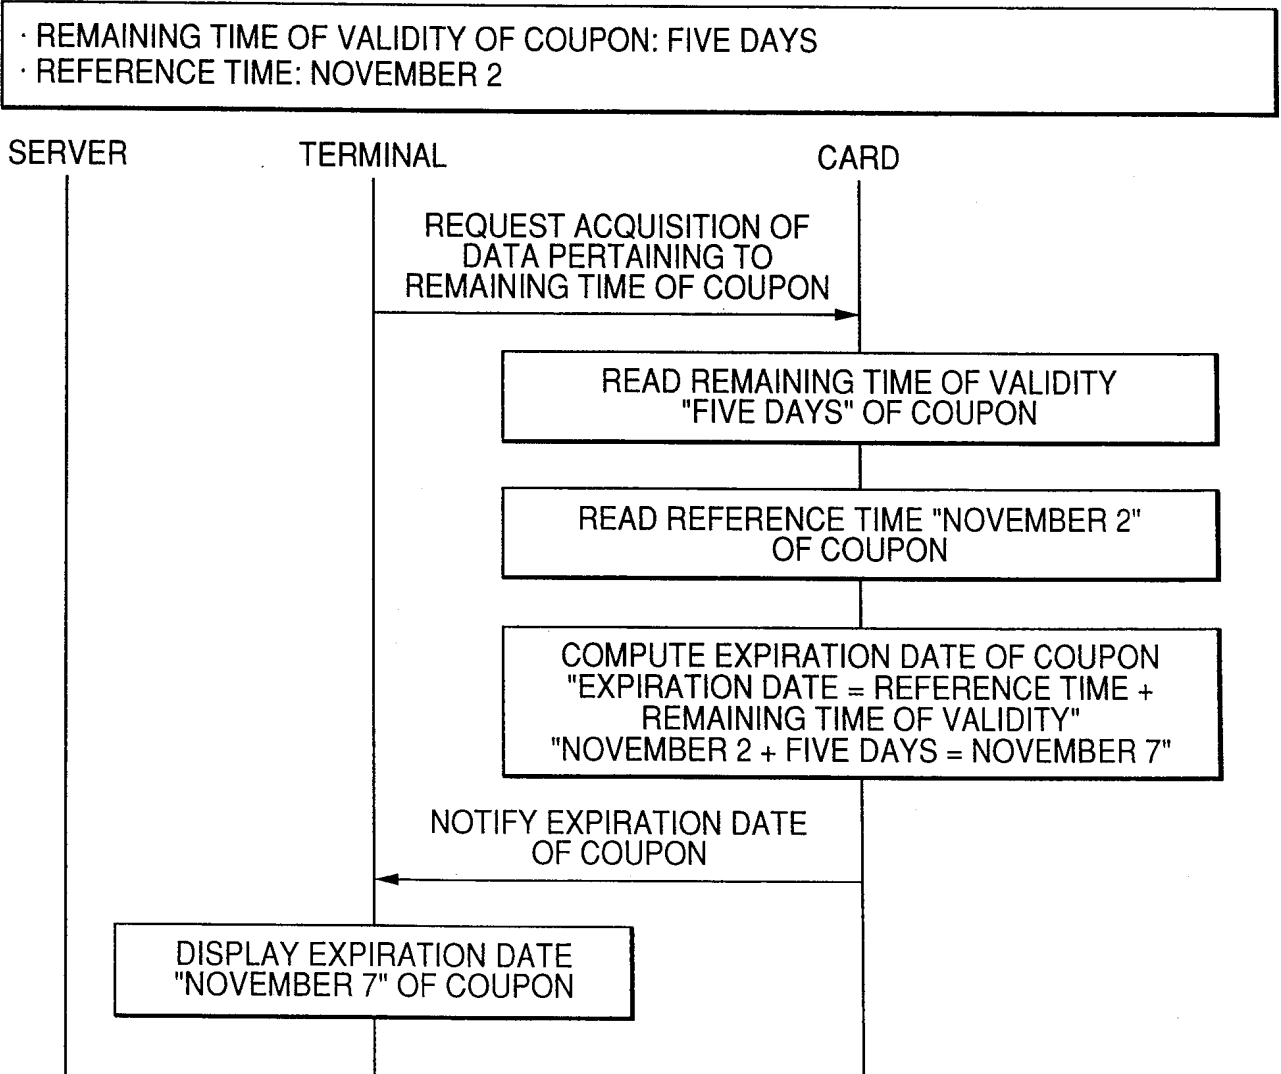 · REMAINING TIME OF VALIDITY OF COUPON: FIVE DAYS
· REFERENCE TIME: NOVEMBER 2
SERVER
TERMINAL
CARD
REQUEST ACQUISITION OF
DATA PERTAINING TO
REMAINING TIME OF COUPON
READ REMAINING TIME OF VALIDITY
"FIVE DAYS" OF COUPON
READ REFERENCE TIME "NOVEMBER 2"
OF COUPON
COMPUTE EXPIRATION DATE OF COUPON
"EXPIRATION DATE = REFERENCE TIME +
REMAINING TIME OF VALIDITY"
"NOVEMBER 2 + FIVE DAYS = NOVEMBER 7"
NOTIFY EXPIRATION DATE
OF COUPON
DISPLAY EXPIRATION DATE
"NOVEMBER 7" OF COUPON